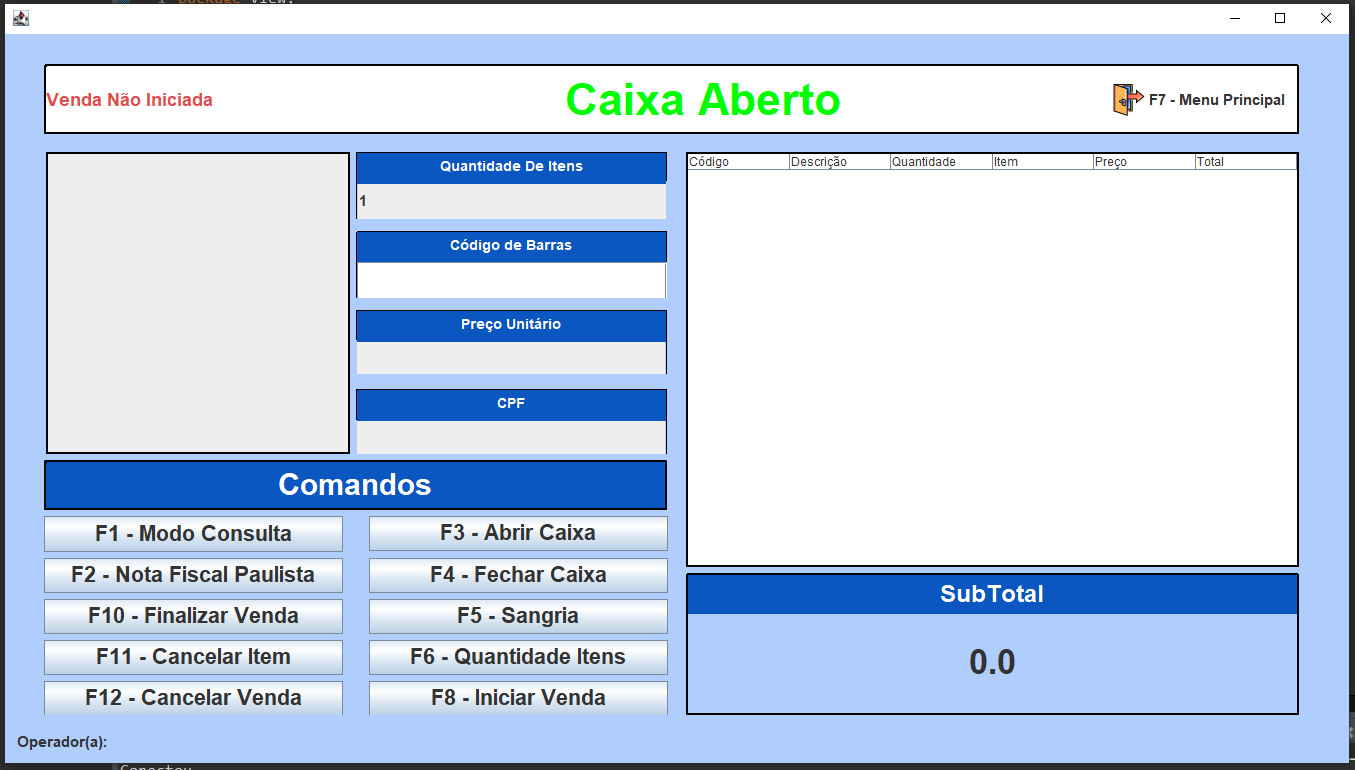 package view;
Venda Não Iniciada
Caixa Aberto
F7 - Menu Principal
Quantidade De Itens
1
Código de Barras
Preço Unitário
CPF
Código Descrição Quantidade Item Preço Total
Comandos
F1 - Modo Consulta
F3 - Abrir Caixa
F2 - Nota Fiscal Paulista
F4 - Fechar Caixa
F10 - Finalizar Venda
F5 - Sangria
F11 - Cancelar Item
F6 - Quantidade Itens
F12 - Cancelar Venda
F8 - Iniciar Venda
SubTotal
0.0
Operador(a):
Conectou